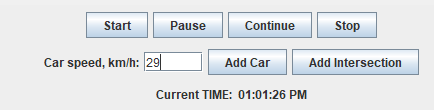 Start Pause Continue Stop
Car speed, km/h: 29 Add Car Add Intersection
Current TIME: 01:01:26 PM